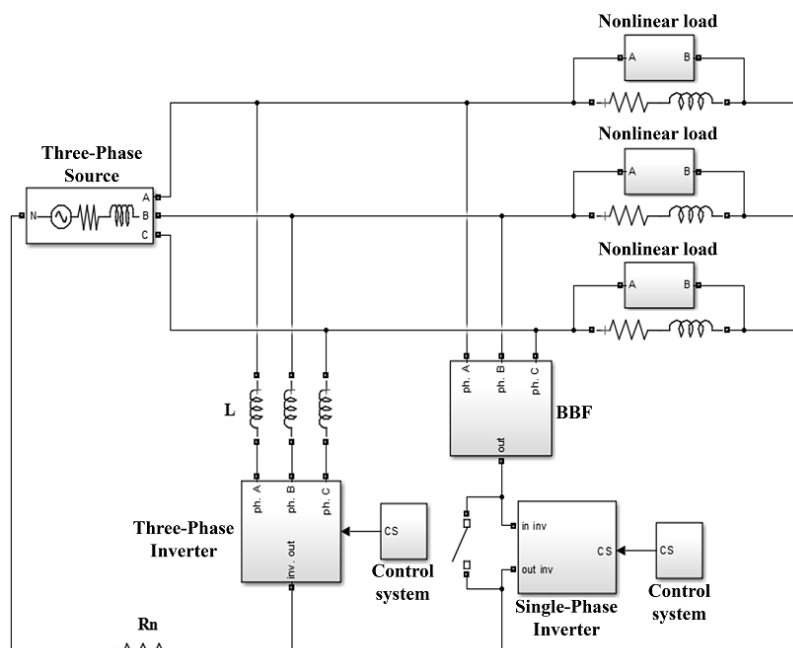 Nonlinear load
A B
Nonlinear load
A B
Nonlinear load
A B
Three-Phase
Source
N
A
B
C
L
ph. A
ph. B
ph. C
BBF
out
ph. A
ph. B
ph. C
Three-Phase
Inverter
inv. out
CS
Control
system
in inv
out inv
CS
Single-Phase
Inverter
CS
Control
system
Rn